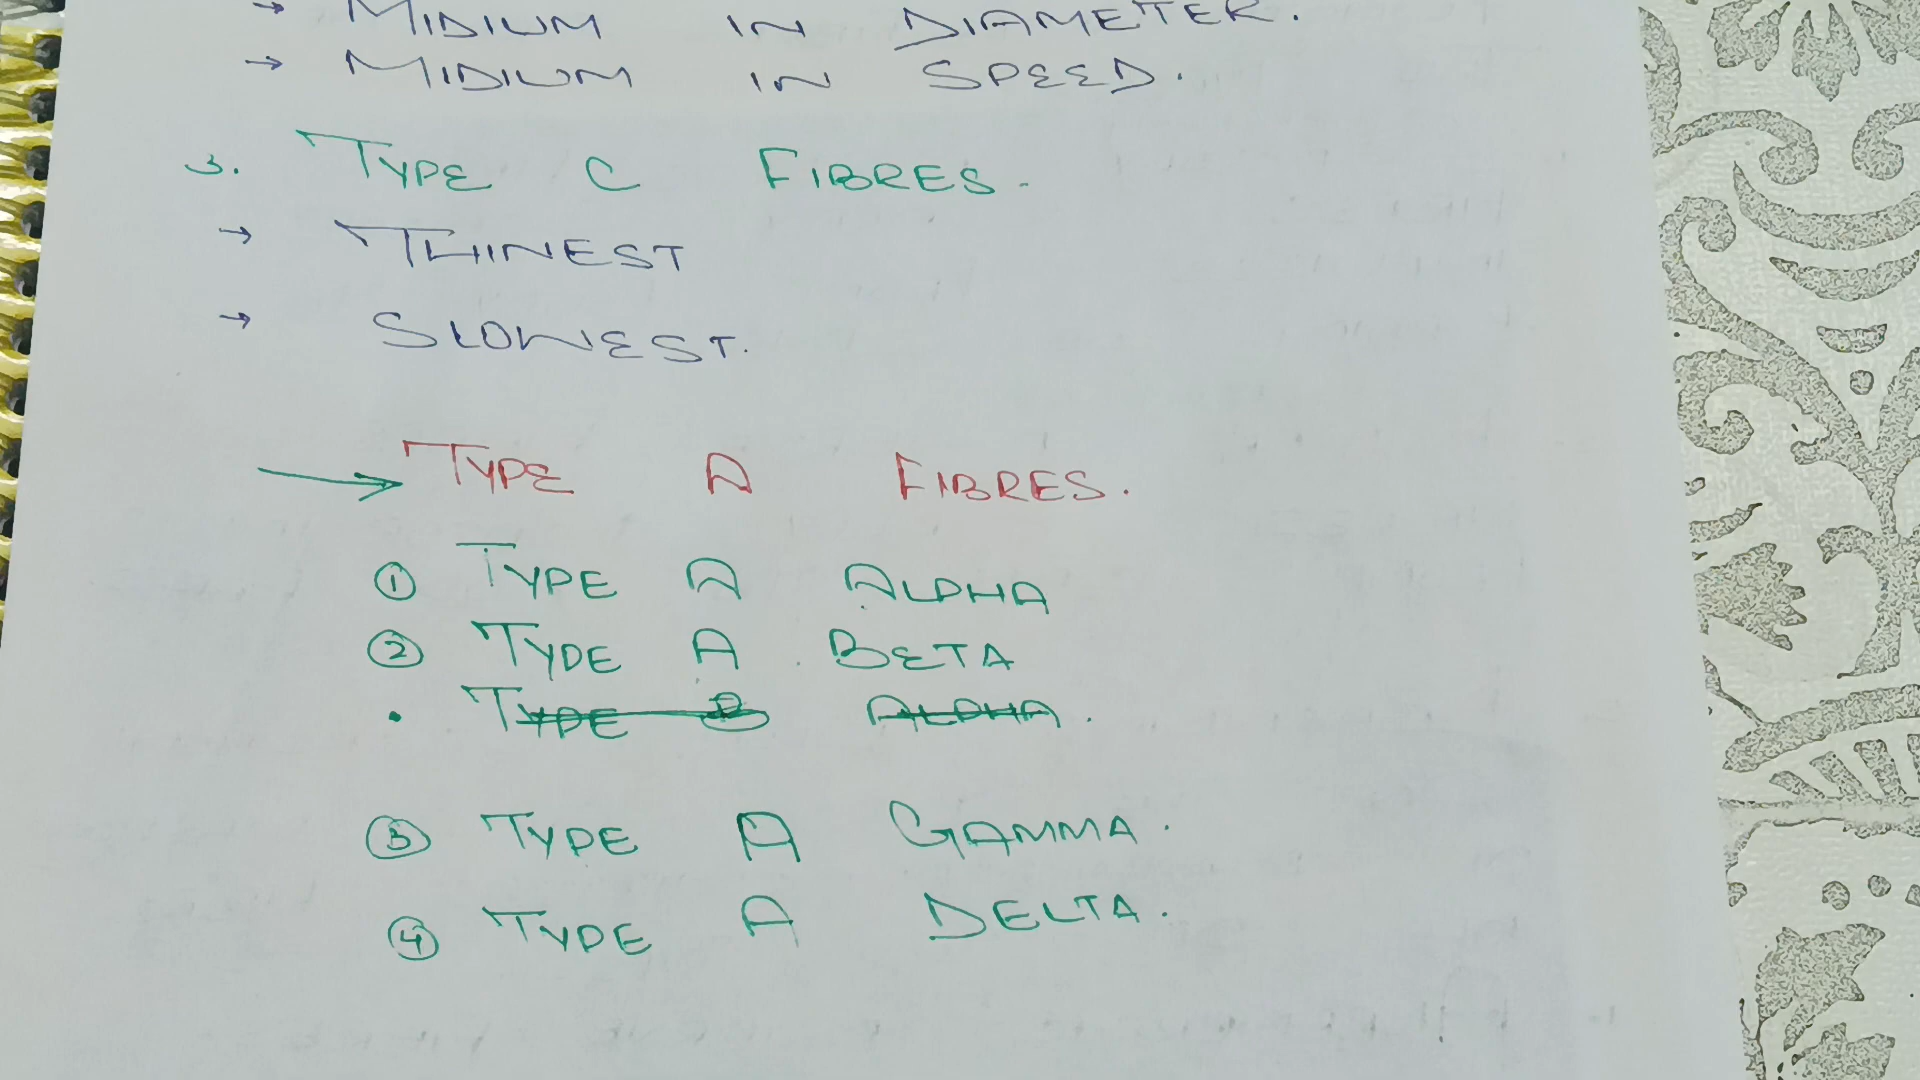 → MIDIUM IN DIAMETER.
→ MIDIUM IN SPEED.
3. TYPE C FIBRES.
→ THINEST
→ SLOWEST.
→ TYPE A FIBRES.
① TYPE A ALPHA
② TYPE A BETA
• TYPE B ALPHA.
③ TYPE A GAMMA.
④ TYPE A DELTA.